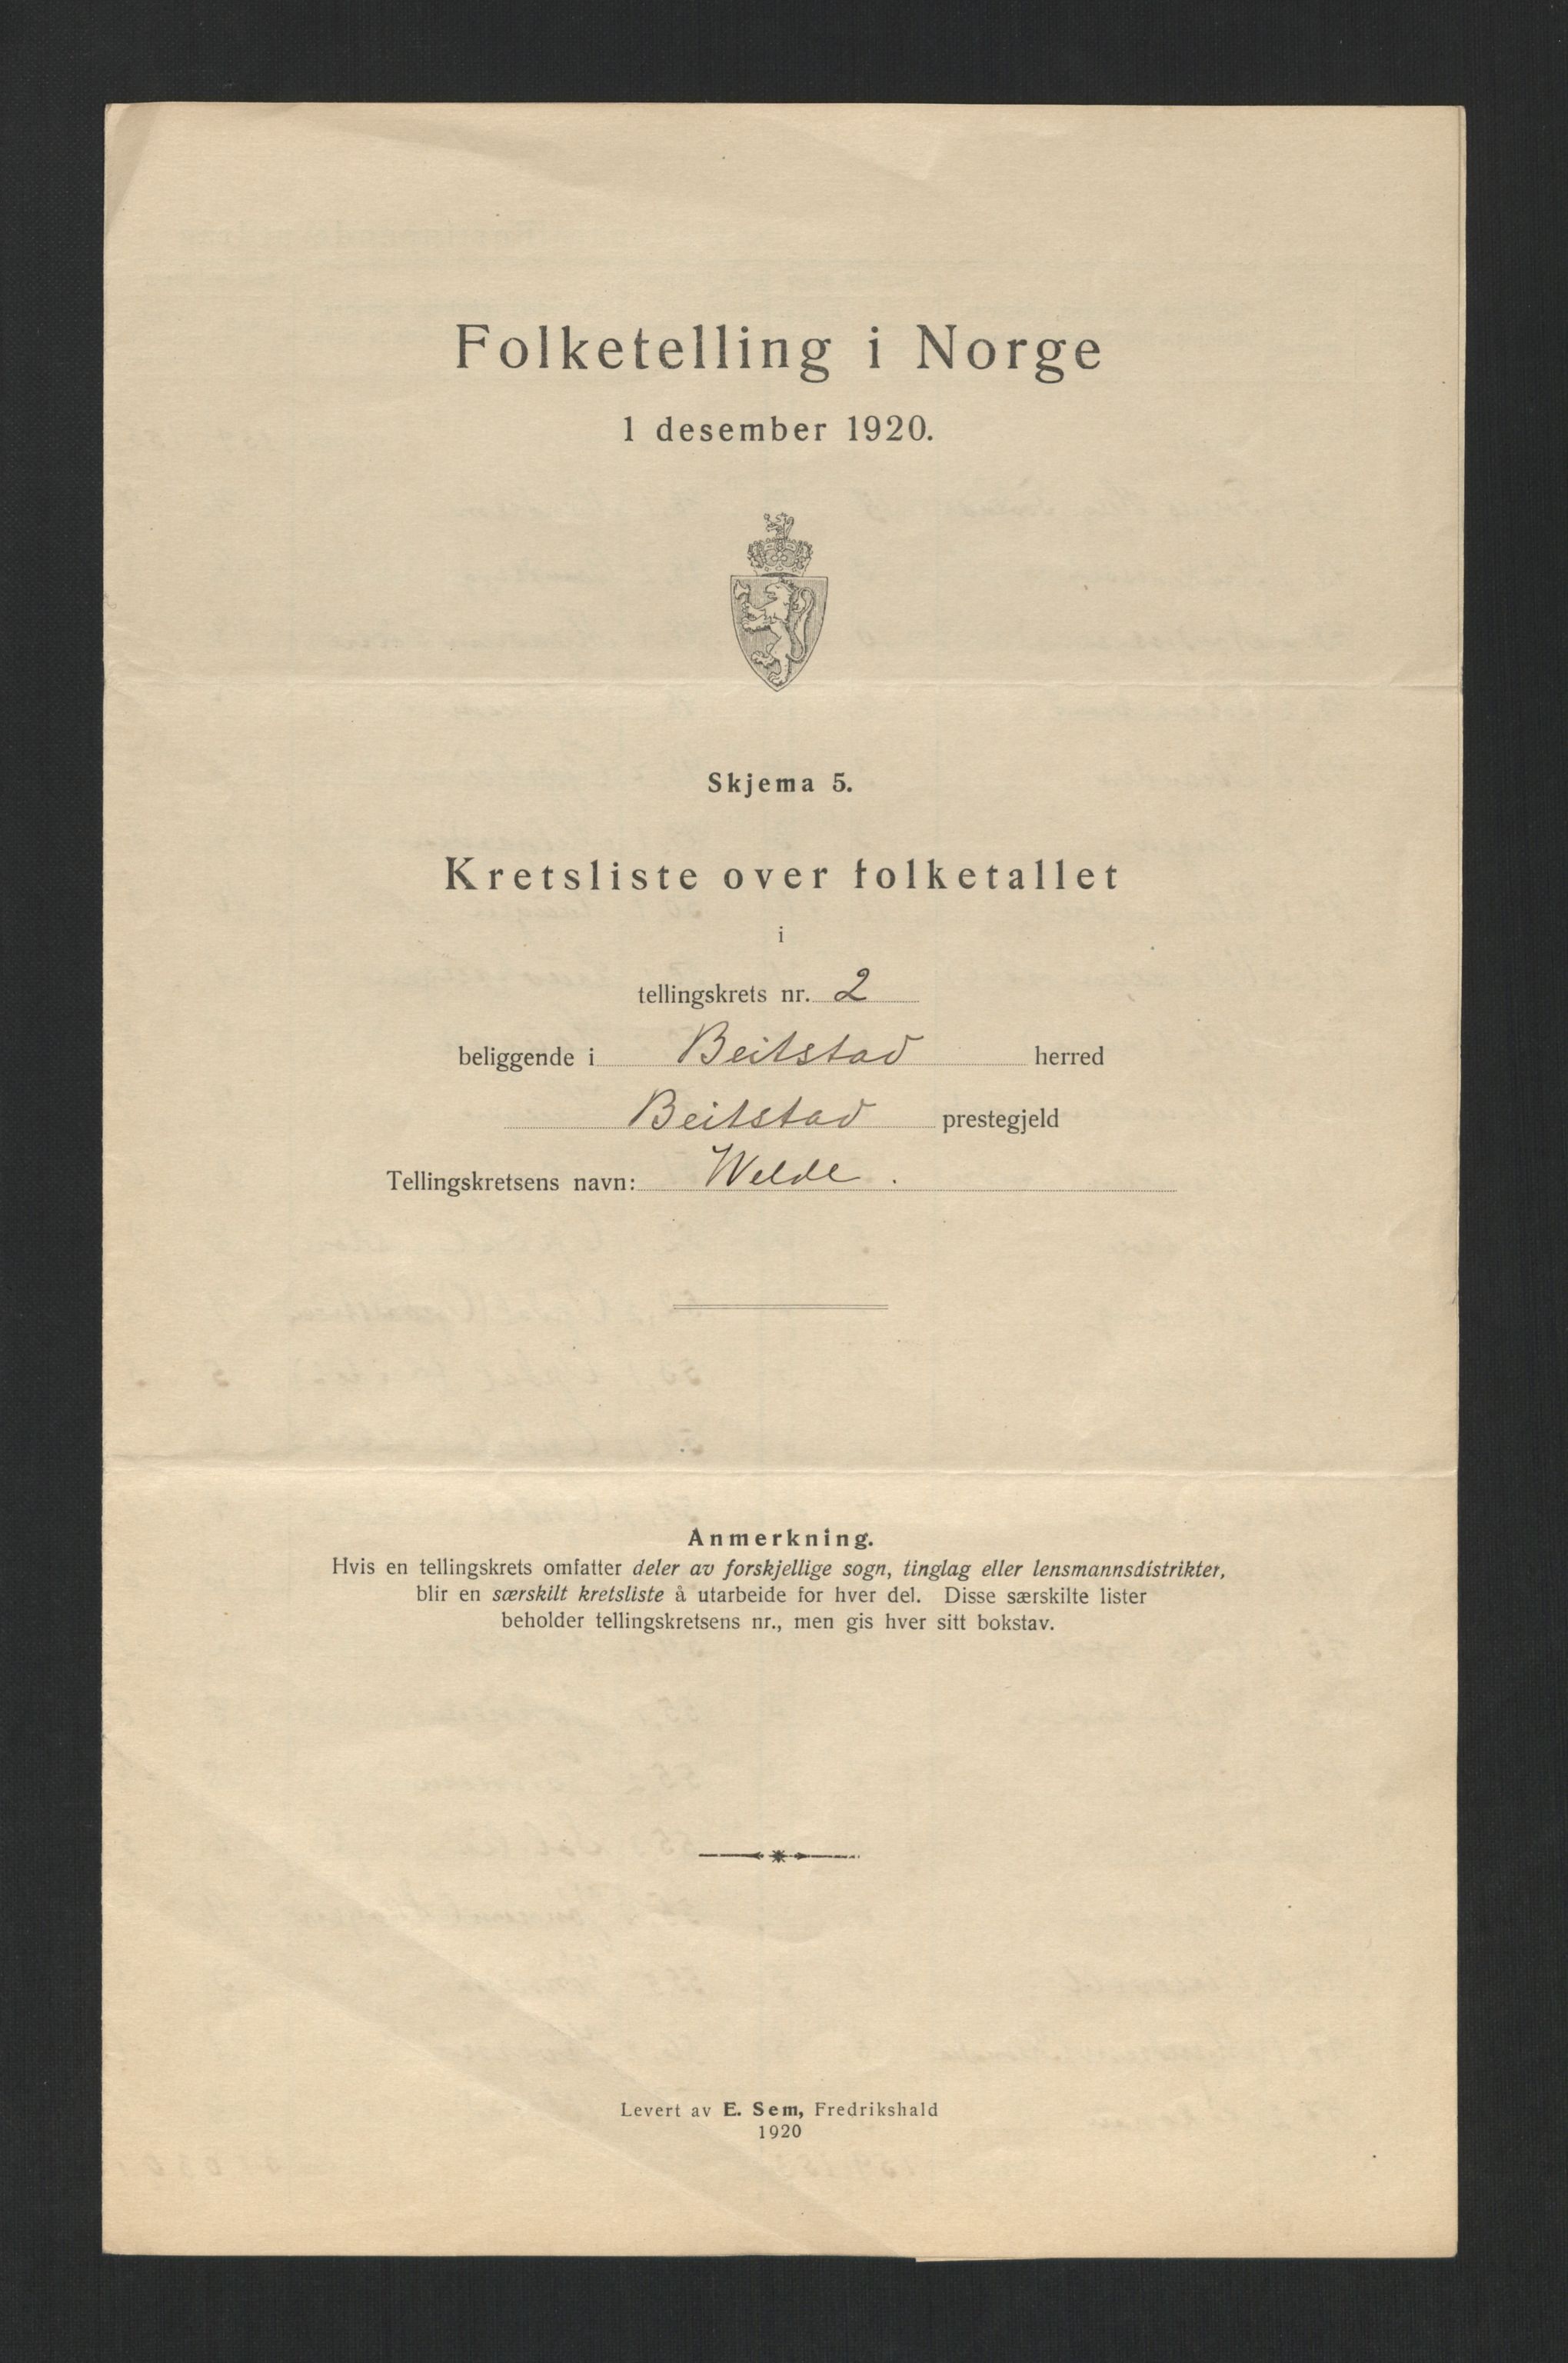 Folketelling i Norge
1 desember 1920.
Skjema 5.
Kretsliste over folketallet
i
tellingskrets nr. 2
beliggende i Beitstad herred
Beitstad prestegjeld
Tellingskretsens navn: Welde.
Anmerkning.
Hvis en tellingskrets omfatter deler av forskjellige sogn, tinglag eller lensmannsdistrikter,
blir en særskilt kretsliste å utarbeide for hver del. Disse særskilte lister
beholder tellingskretsens nr., men gis hver sitt bokstav.
Levert av E. Sem, Fredrikshald
1920